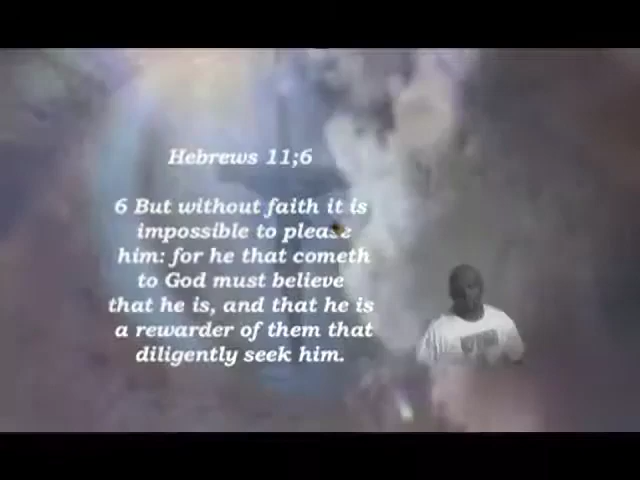 Hebrews 11;6
6 But without faith it is
impossible to please
him: for he that cometh
to God must believe
that he is, and that he is
a rewarder of them that
diligently seek him.